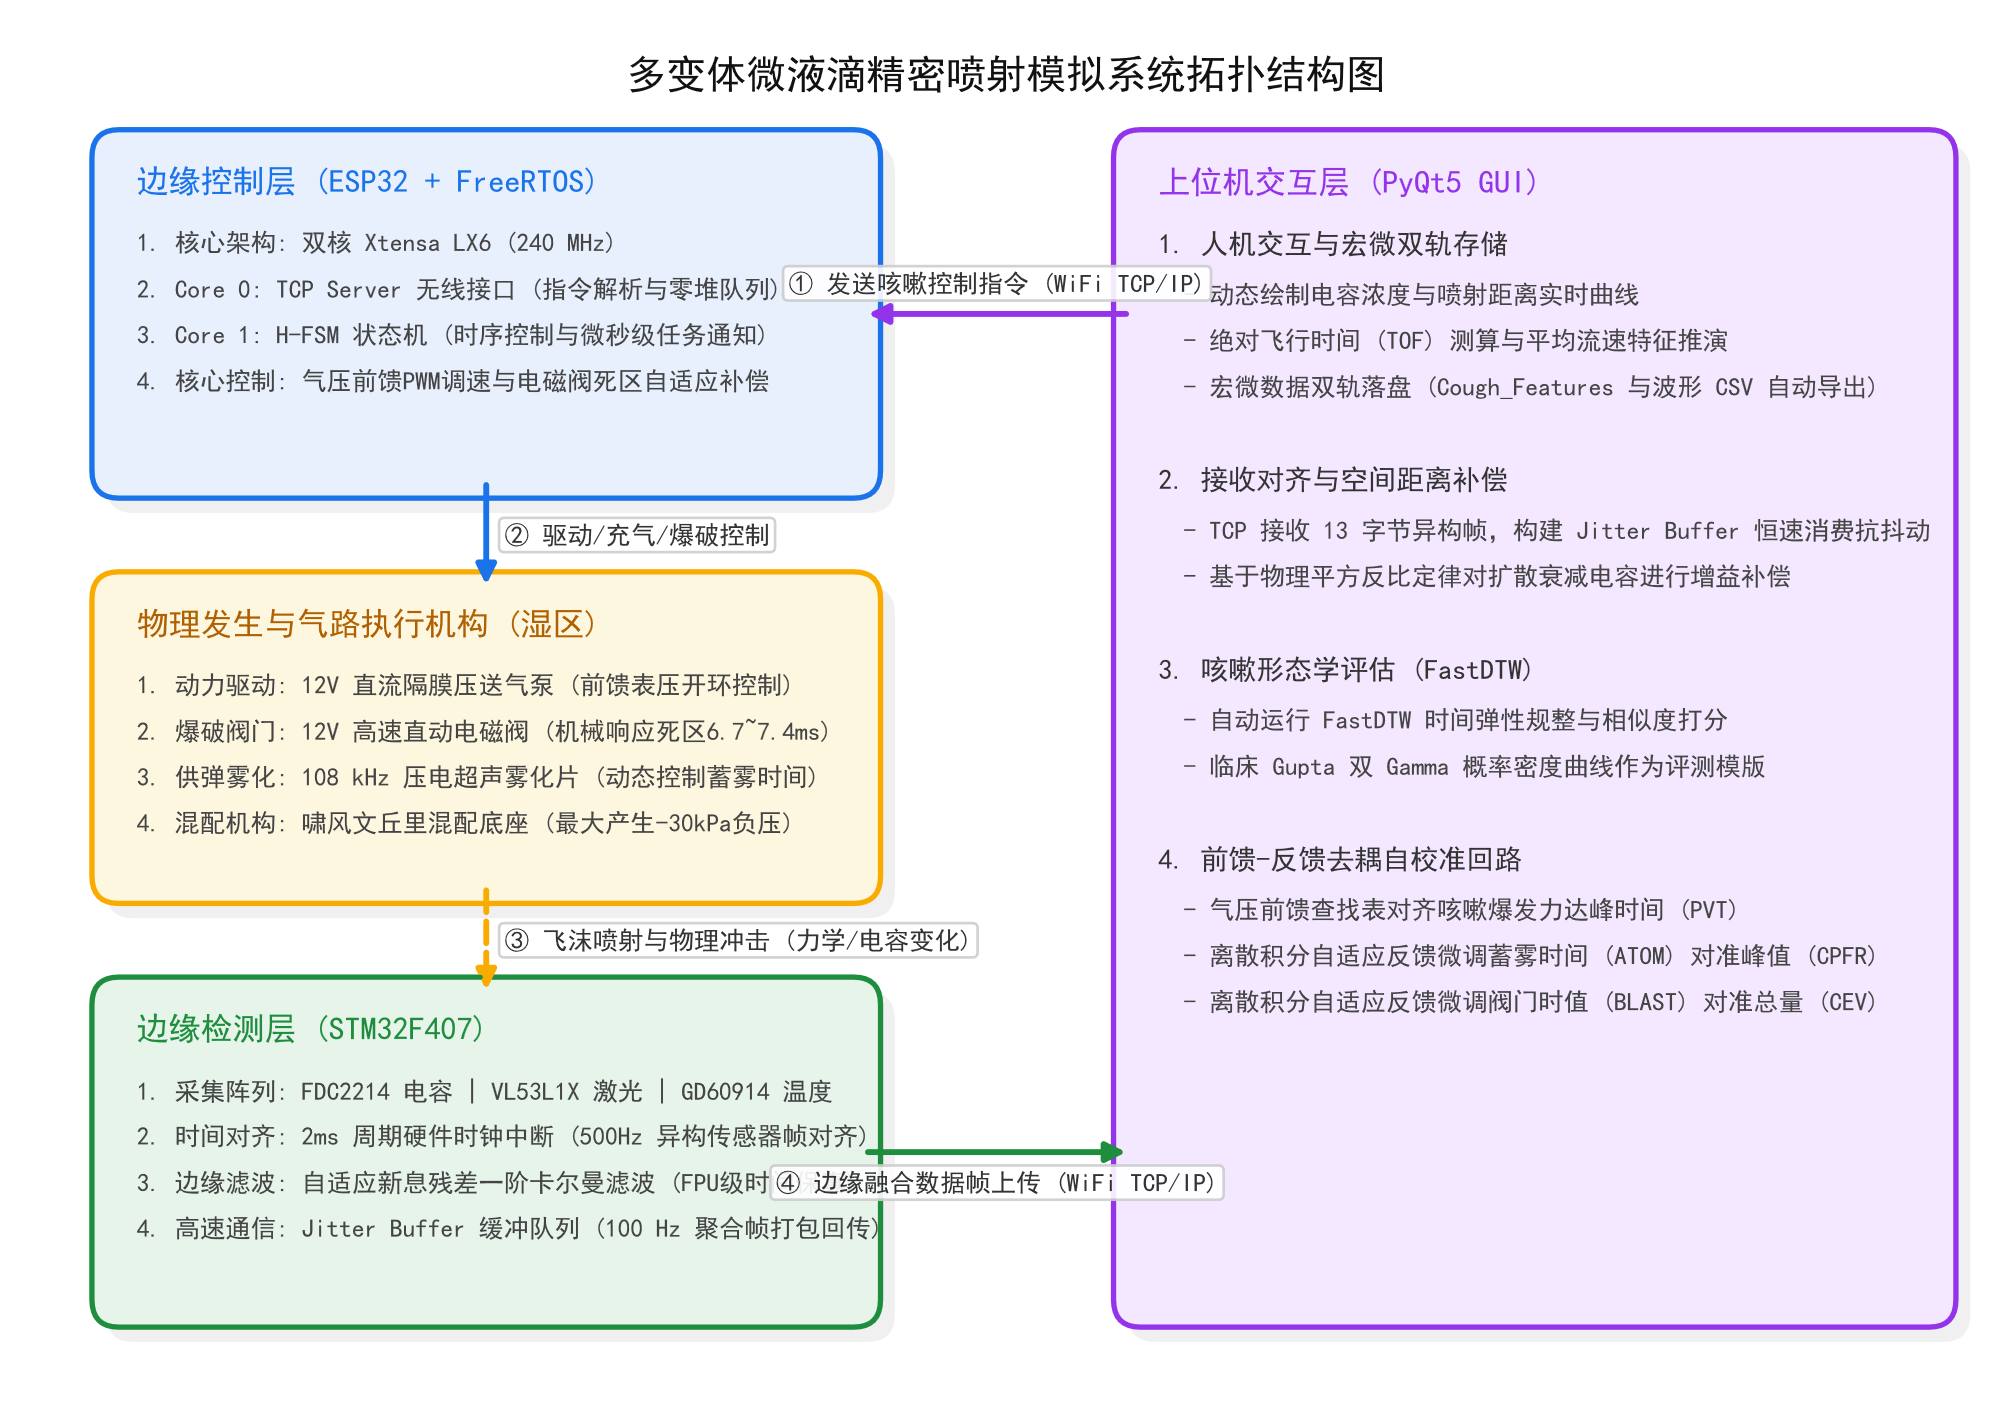 多变体微液滴精密喷射模拟系统拓扑结构图
边缘控制层 (ESP32 + FreeRTOS)
1. 核心架构: 双核 Xtensa LX6 (240 MHz)
2. Core 0: TCP Server 无线接口 (指令解析与零堆队列)
3. Core 1: H-FSM 状态机 (时序控制与微秒级任务通知)
4. 核心控制: 气压前馈PWM调速与电磁阀死区自适应补偿
① 发送咳嗽控制指令 (WiFi TCP/IP)
② 驱动/充气/爆破控制
物理发生与气路执行机构 (湿区)
1. 动力驱动: 12V 直流隔膜压送气泵 (前馈表压开环控制)
2. 爆破阀门: 12V 高速直动电磁阀 (机械响应死区6.7~7.4ms)
3. 供弹雾化: 108 kHz 压电超声雾化片 (动态控制蓄雾时间)
4. 混配机构: 啸风文丘里混配底座 (最大产生-30kPa负压)
③ 飞沫喷射与物理冲击 (力学/电容变化)
边缘检测层 (STM32F407)
1. 采集阵列: FDC2214 电容 | VL53L1X 激光 | GD60914 温度
2. 时间对齐: 2ms 周期硬件时钟中断 (500Hz 异构传感器帧对齐)
3. 边缘滤波: 自适应新息残差一阶卡尔曼滤波 (FPU级时
4. 高速通信: Jitter Buffer 缓冲队列 (100 Hz 聚合帧打包回传)
④ 边缘融合数据帧上传 (WiFi TCP/IP)
上位机交互层 (PyQt5 GUI)
1. 人机交互与宏微双轨存储
动态绘制电容浓度与喷射距离实时曲线
- 绝对飞行时间 (TOF) 测算与平均流速特征推演
- 宏微数据双轨落盘 (Cough_Features 与波形 CSV 自动导出)
2. 接收对齐与空间距离补偿
- TCP 接收 13 字节异构帧, 构建 Jitter Buffer 恒速消费抗抖动
- 基于物理平方反比定律对扩散衰减电容进行增益补偿
3. 咳嗽形态学评估 (FastDTW)
- 自动运行 FastDTW 时间弹性规整与相似度打分
- 临床 Gupta 双 Gamma 概率密度曲线作为评测模版
4. 前馈-反馈去耦自校准回路
- 气压前馈查找表对齐咳嗽爆发力达峰时间 (PVT)
- 离散积分自适应反馈微调蓄雾时间 (ATOM) 对准峰值 (CPFR)
- 离散积分自适应反馈微调阀门时值 (BLAST) 对准总量 (CEV)